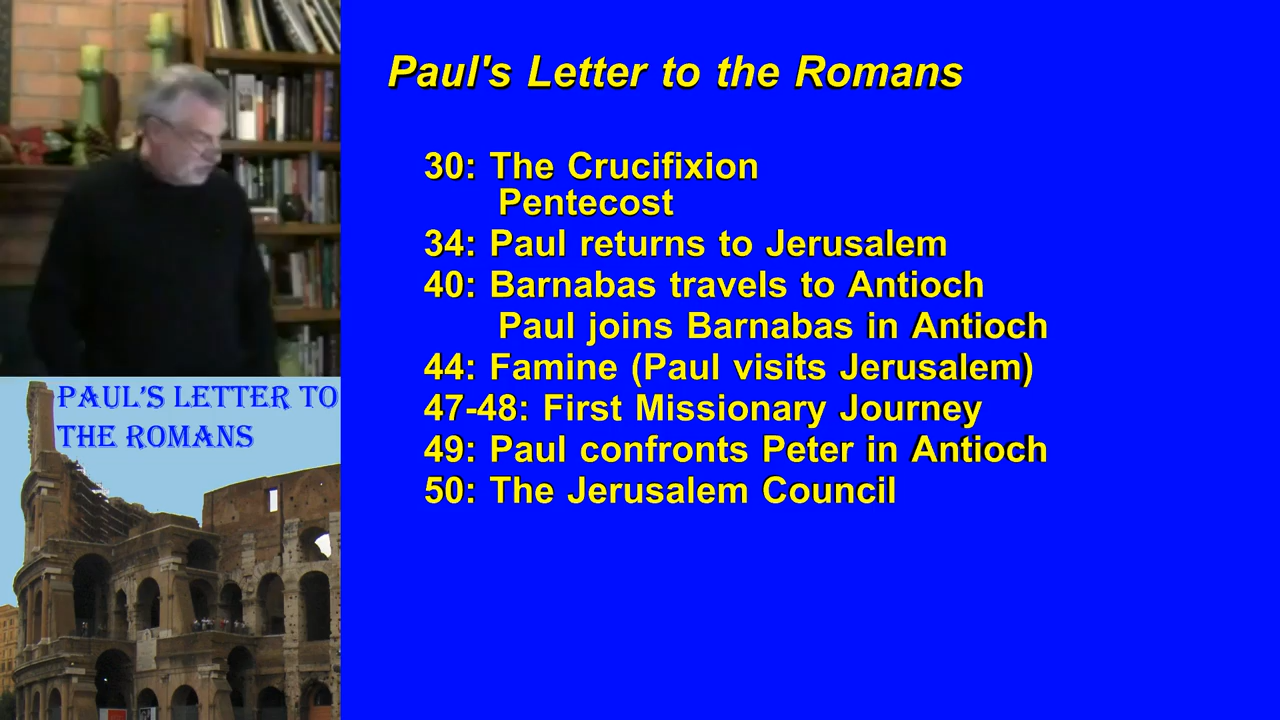 Paul's Letter to the Romans
30: The Crucifixion
Pentecost
34: Paul returns to Jerusalem
40: Barnabas travels to Antioch
Paul joins Barnabas in Antioch
44: Famine (Paul visits Jerusalem)
47-48: First Missionary Journey
49: Paul confronts Peter in Antioch
50: The Jerusalem Council
PAUL'S LETTER TO
THE ROMANS